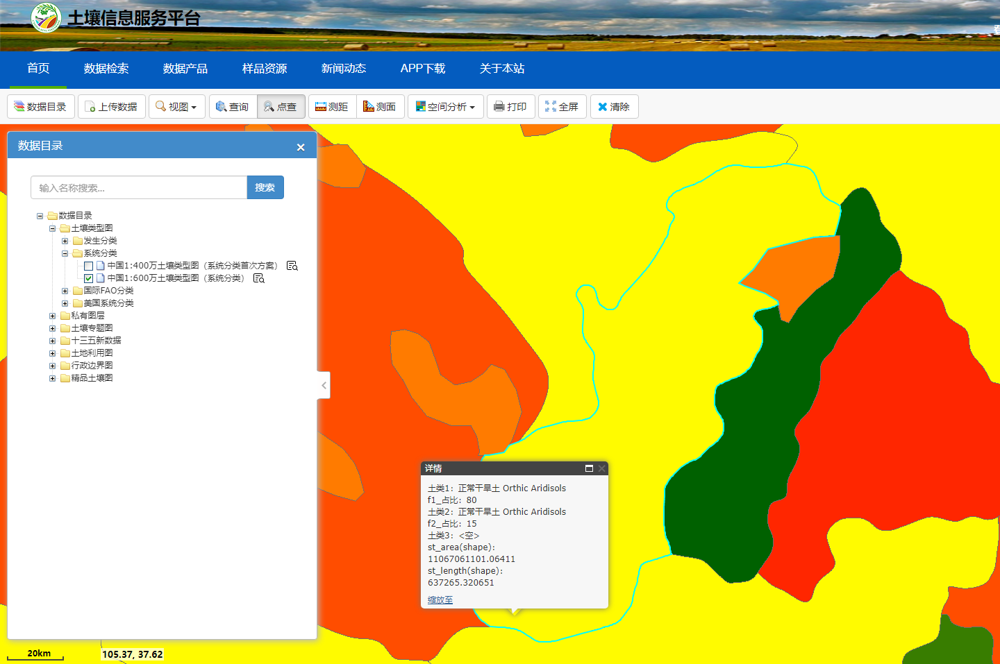 土壤信息服务平台
首页 数据检索 数据产品 样品资源 新闻动态 APP下载 关于本站
数据目录 上传数据 视图 查询 点查 测距 测面 空间分析 打印 全屏 清除
数据目录
输入名称搜索... 搜索
数据目录
土壤类型图
发生分类
系统分类
中国1:400万土壤类型图（系统分类首次方案）
中国1:600万土壤类型图（系统分类）
国际FAO分类
美国系统分类
私有图层
土壤专题图
十三五新数据
土地利用图
行政边界图
精品土壤图
详情
土类1：正常干旱土 Orthic Aridisols
f1_占比：80
土类2：正常干旱土 Orthic Aridisols
f2_占比：15
土类3：<空>
st_area(shape)：
11067061101.06411
st_length(shape)：
637265.320651
缩放至
20km
105.37, 37.62